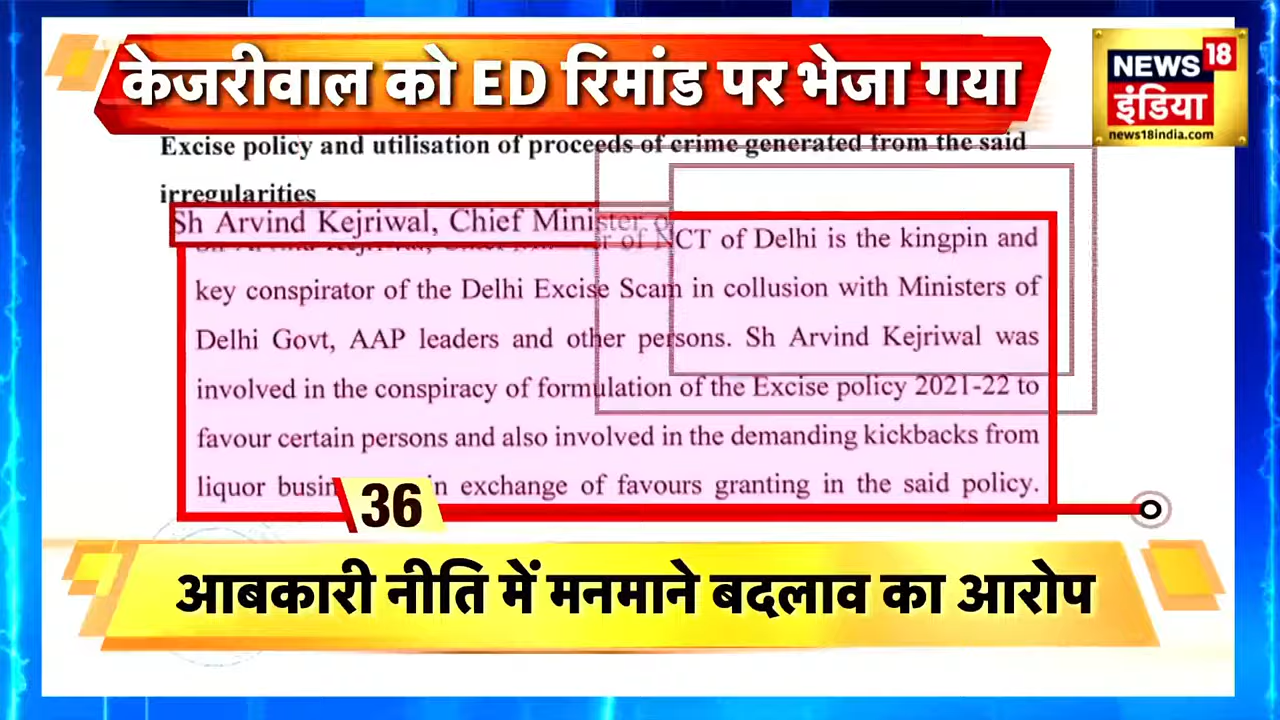 केजरीवाल को ED रिमांड पर भेजा गया
NEWS 18
इंडिया
news18india.com
Excise policy and utilisation of proceeds of crime generated from the said
irregularities
Sh Arvind Kejriwal, Chief Minister of NCT of Delhi is the kingpin and
key conspirator of the Delhi Excise Scam in collusion with Ministers of
Delhi Govt, AAP leaders and other persons. Sh Arvind Kejriwal was
involved in the conspiracy of formulation of the Excise policy 2021-22 to
favour certain persons and also involved in the demanding kickbacks from
liquor exchange of favours granting in the said policy.
36
आबकारी नीति में मनमाने बदलाव का आरोप